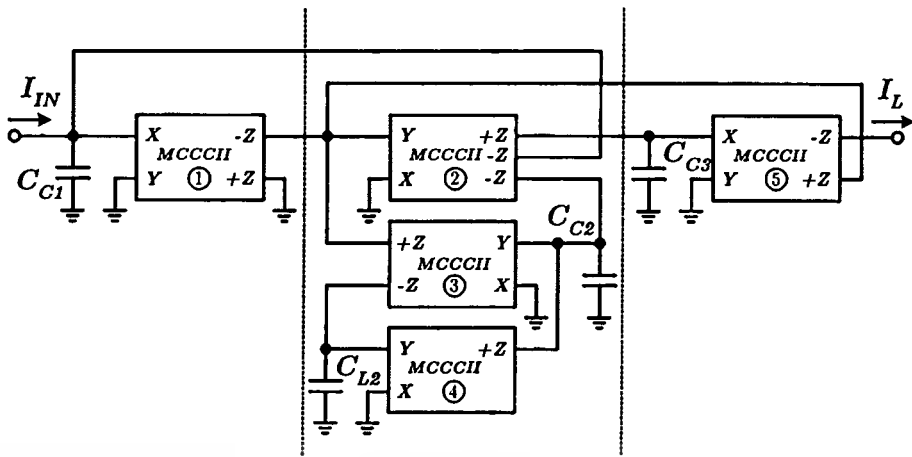 I_IN
I_L
X
-Z
MCCCII
Y
①
+Z
C_C1
Y
+Z
MCCCII
-Z
X
②
-Z
X
-Z
MCCCII
Y
⑤
+Z
C_C3
C_C2
+Z
Y
MCCCII
-Z
③
X
Y
+Z
MCCCII
X
④
C_L2